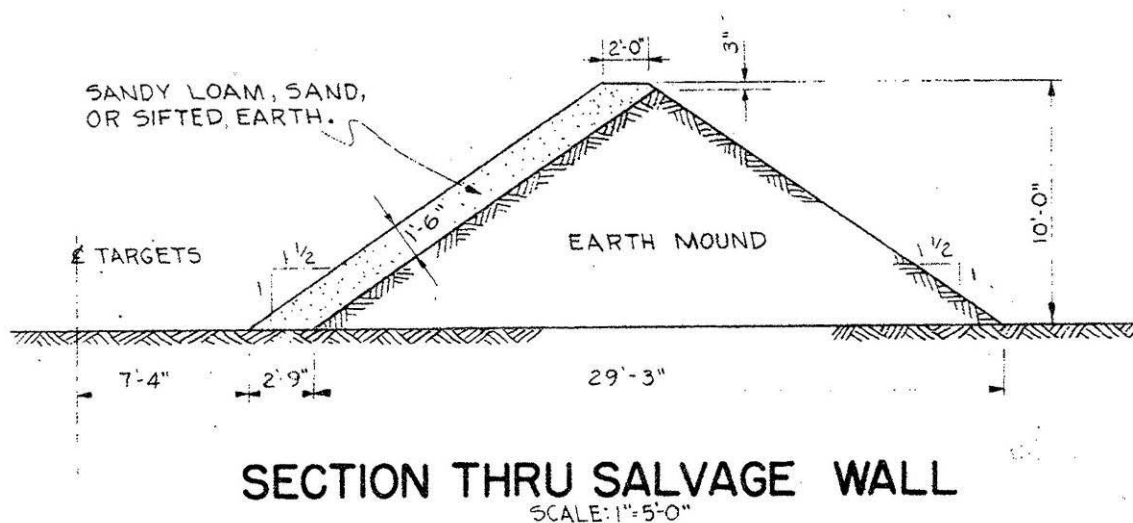 2'-0"
3"
SANDY LOAM, SAND,
OR SIFTED EARTH.
1'-6"
10'-0"
EARTH MOUND
℄ TARGETS
1 1/2
1
1 1/2
1
7'-4"
2'-9"
29'-3"
SECTION THRU SALVAGE WALL
SCALE: 1"=5'-0"